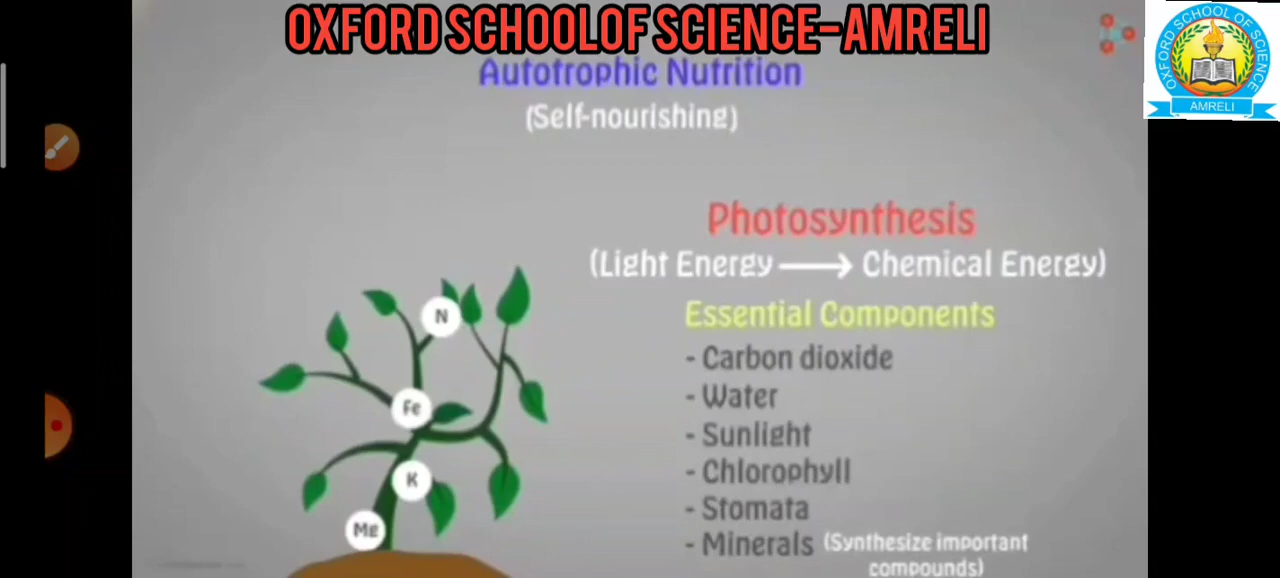 OXFORD SCHOOLOF SCIENCE-AMRELI
OXFORD SCHOOL OF SCIENCE
AMRELI
Autotrophic Nutrition
(Self-nourishing)
Photosynthesis
(Light Energy → Chemical Energy)
Essential Components
- Carbon dioxide
- Water
- Sunlight
- Chlorophyll
- Stomata
- Minerals (Synthesize important
compounds)
N
Fe
K
Mg